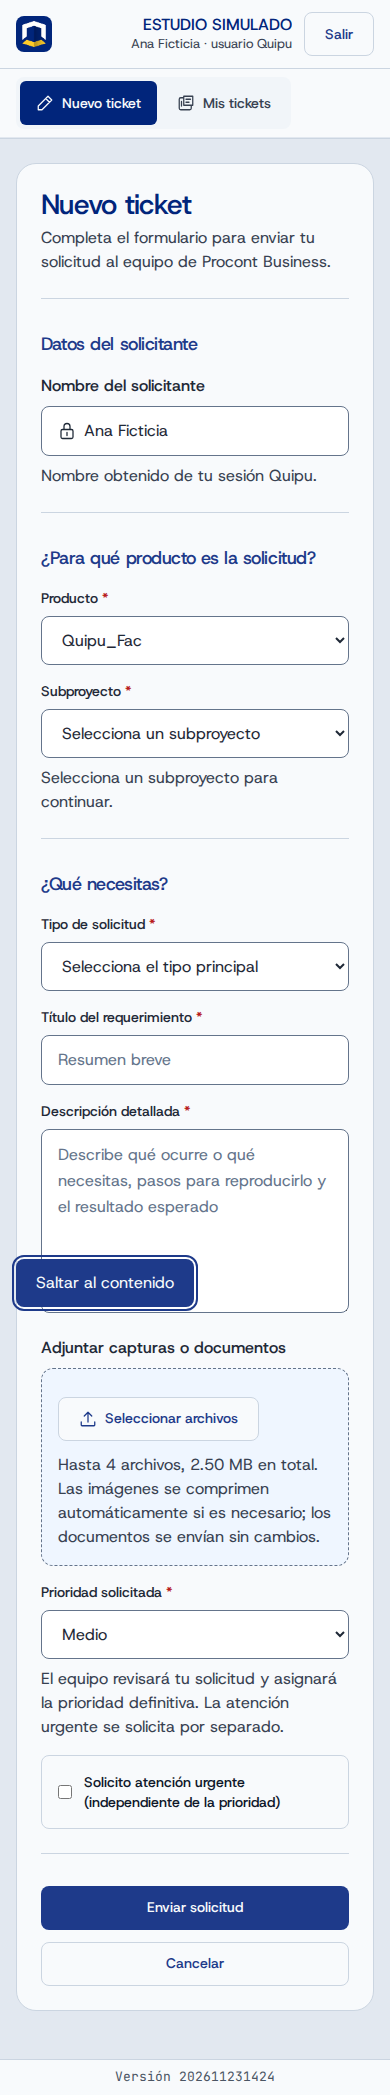 ESTUDIO SIMULADO
Ana Ficticia · usuario Quipu
Salir
Nuevo ticket
Mis tickets
Nuevo ticket
Completa el formulario para enviar tu
solicitud al equipo de Procont Business.
Datos del solicitante
Nombre del solicitante
Ana Ficticia
Nombre obtenido de tu sesión Quipu.
¿Para qué producto es la solicitud?
Producto *
Quipu_Fac
Subproyecto *
Selecciona un subproyecto
Selecciona un subproyecto para
continuar.
¿Qué necesitas?
Tipo de solicitud *
Selecciona el tipo principal
Título del requerimiento *
Resumen breve
Descripción detallada *
Describe qué ocurre o qué
necesitas, pasos para reproducirlo y
el resultado esperado
Saltar al contenido
Adjuntar capturas o documentos
Seleccionar archivos
Hasta 4 archivos, 2.50 MB en total.
Las imágenes se comprimen
automáticamente si es necesario; los
documentos se envían sin cambios.
Prioridad solicitada *
Medio
El equipo revisará tu solicitud y asignará
la prioridad definitiva. La atención
urgente se solicita por separado.
Solicito atención urgente
(independiente de la prioridad)
Enviar solicitud
Cancelar
Versión 202611231424